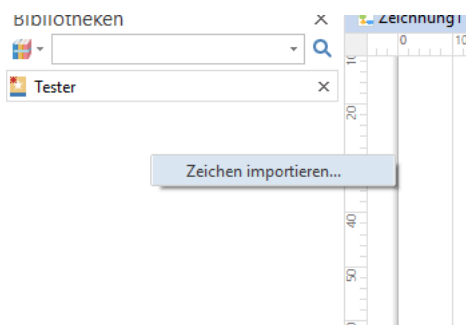 Bibliotheken
Zeichnung1
0 10
10
Tester
20
Zeichen importieren...
40
50